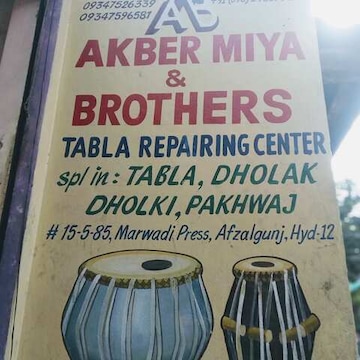 09347526339
09347596581
AB
AKBER MIYA
&
BROTHERS
TABLA REPAIRING CENTER
spl in : TABLA, DHOLAK
DHOLKI, PAKHWAJ
# 15-5-85, Marwadi Press, Afzalgunj, Hyd-12